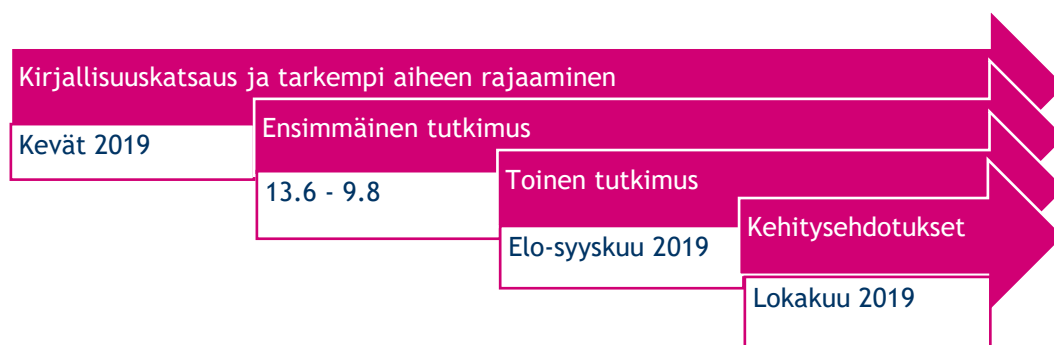 Kirjallisuuskatsaus ja tarkempi aiheen rajaaminen
Kevät 2019
Ensimmäinen tutkimus
13.6 - 9.8
Toinen tutkimus
Elo-syyskuu 2019
Kehitysehdotukset
Lokakuu 2019